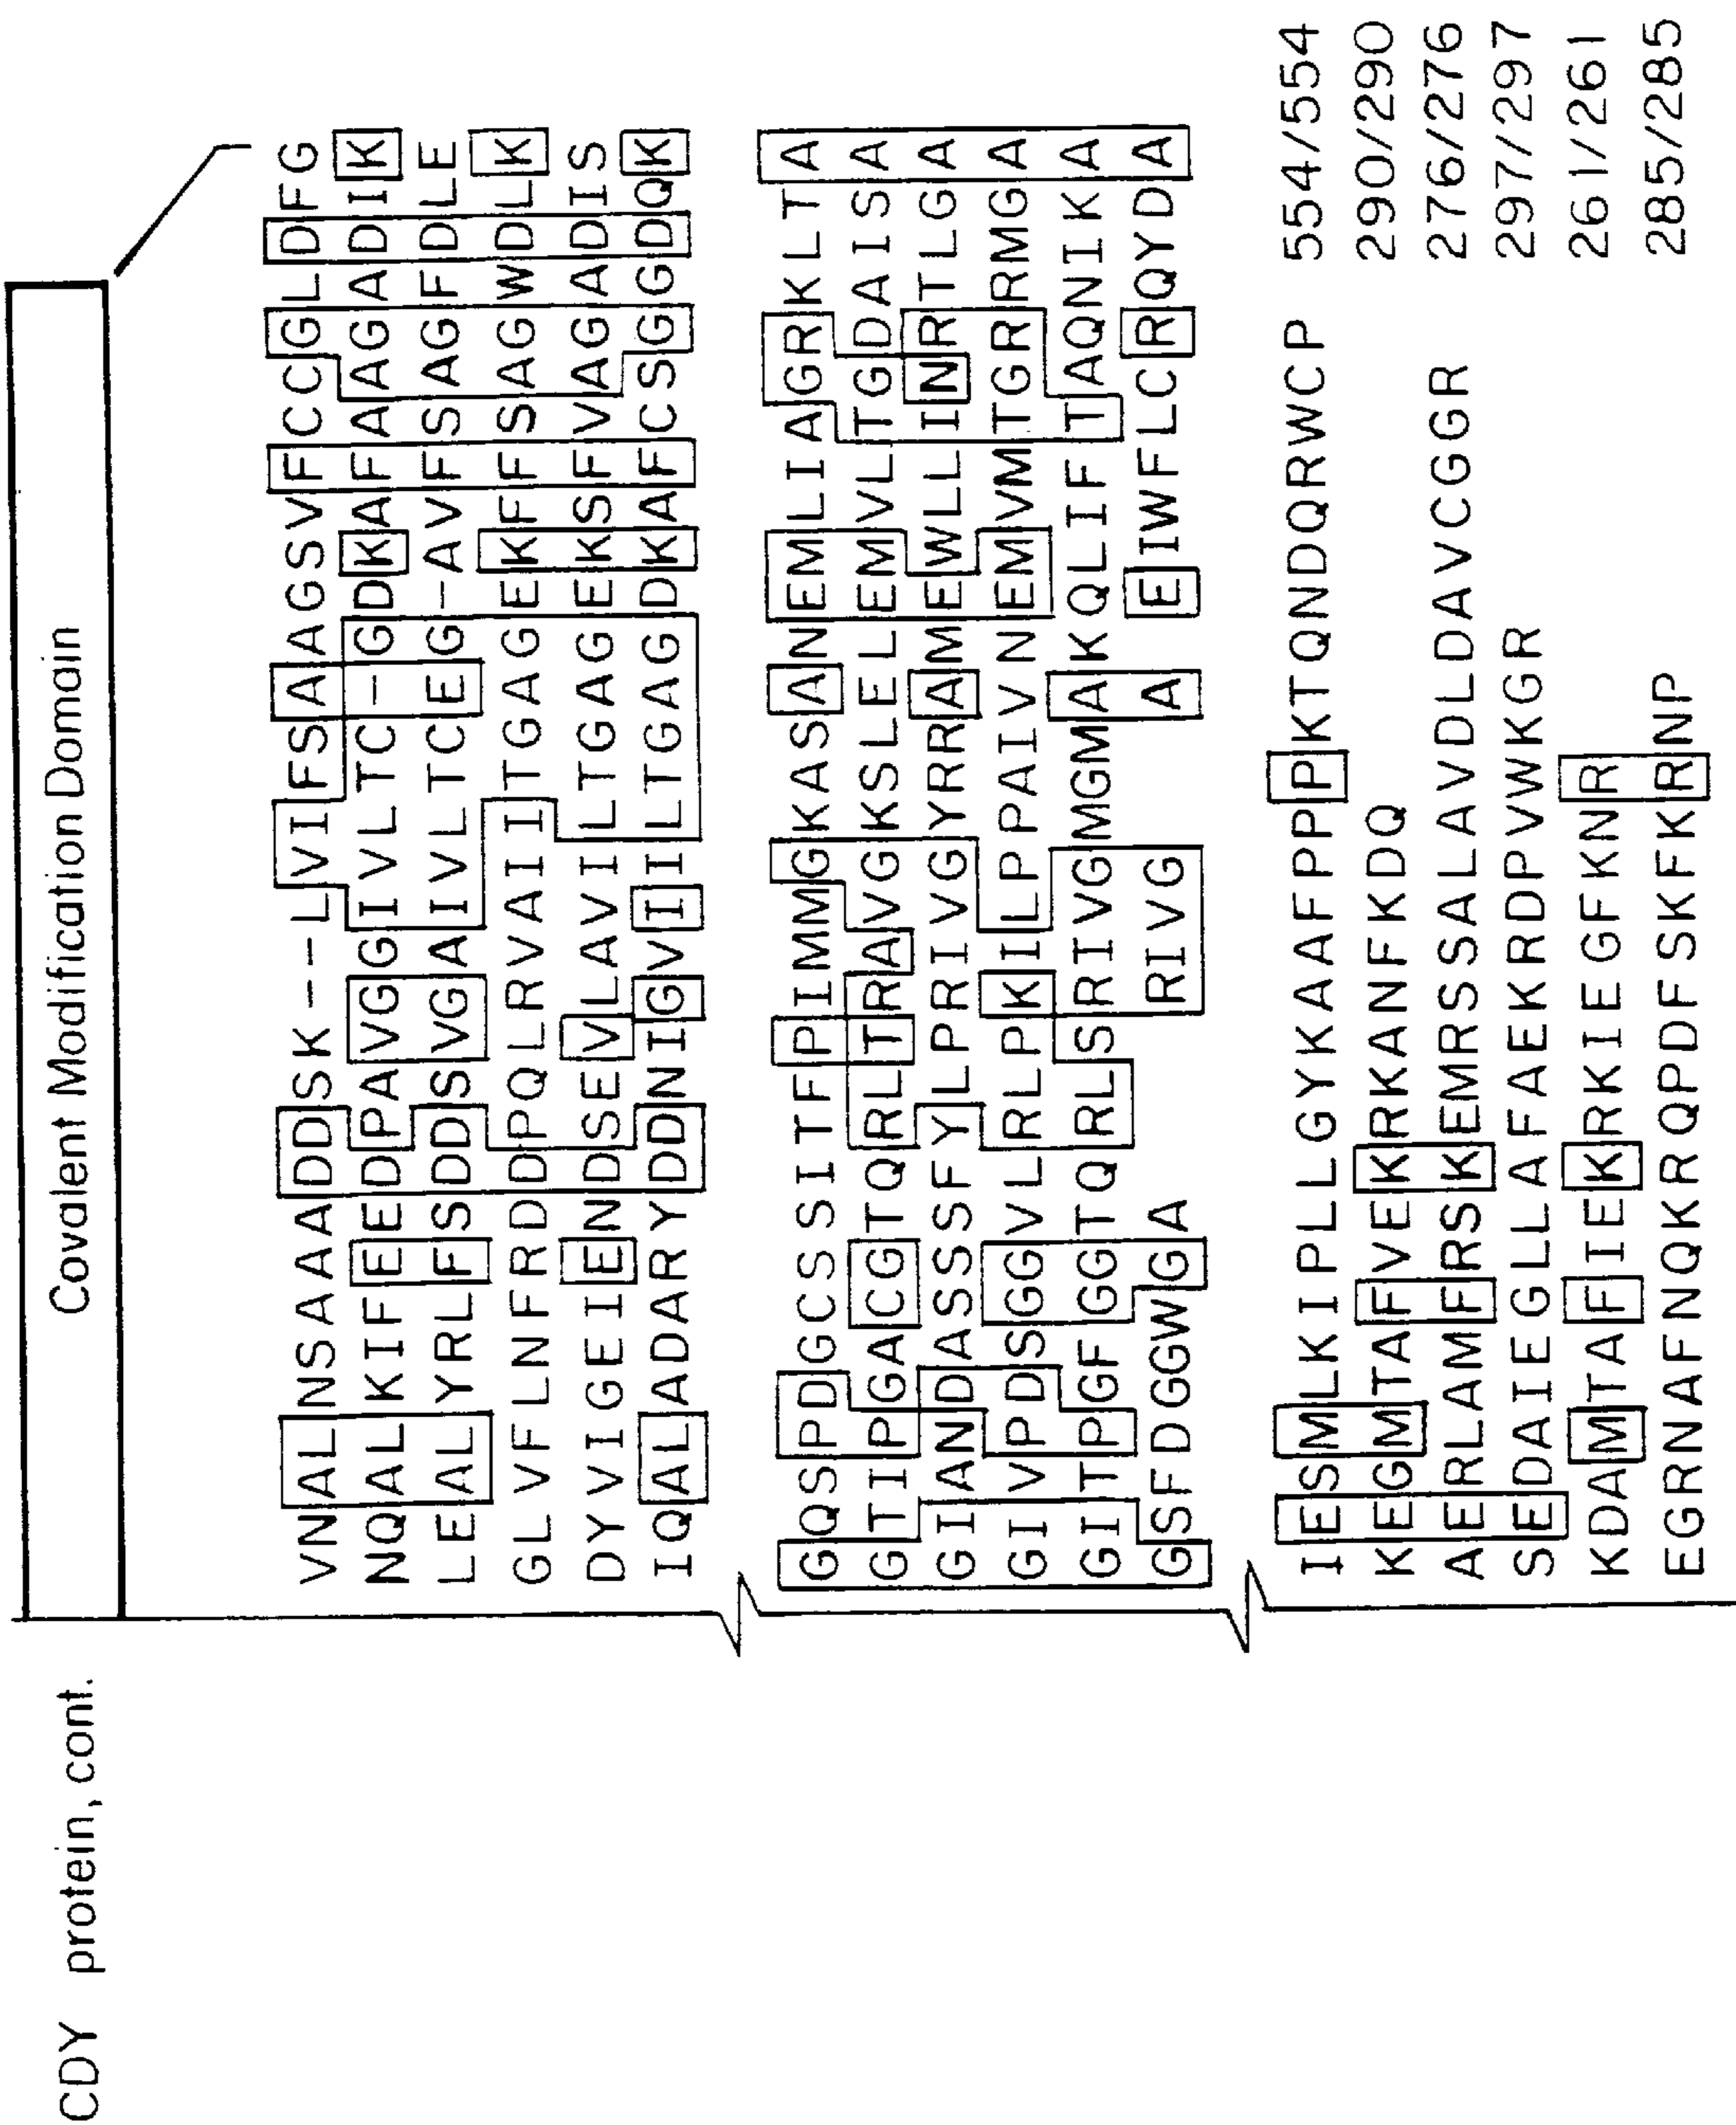 CDY protein, cont.
Covalent Modification Domain
VNALNSAAADDSK--LVIFSAAGSVFCCGLDFG
NQALKIFEEDPAVGGIVLTC-GDKAFAAGADIK
LEALYRLFSDDSVGAIVLTCEG-AVFSAGFDLE
GLVFLNFRDDPQLRVAIITGAGEKFFSAGWDLK
DYVIGEIENDSEVLAVILTGAGEKSFVAGADIS
IQALADARYDDNIGVIILTGAGDKAFCSGGDQK
GQSPDGCSSITFPIMMGKASANEMLIAGRKLTA
GTIPGACGTQRLTRAVGKSLELEMVLTGDAISA
GIANDASSSFYLPRIVGYRRAMEWLLINRTLGA
GIVPDSGGVLRLPKILPPAIVNEMVMTGRRMGA
GITPGFGGTQRLSRIVGMGMAKQLIFTAQNIKA
GSFDGGWGA RIVG A EIWFLCRQYDA
IESMLKIPLLGYKAAFPPPKTQNDQRWCP 554/554
KEGMTAFVEKRKANFKDQ 290/290
AERLAMFRSKEMRSSALAVDLDAVCGGR 276/276
SEDAIEGLLAFAEKRDPVWKGR 297/297
KDAMTAFIEKRKIEGFKNR 261/261
EGRNAFNQKRQPDFSKFKRNP 285/285